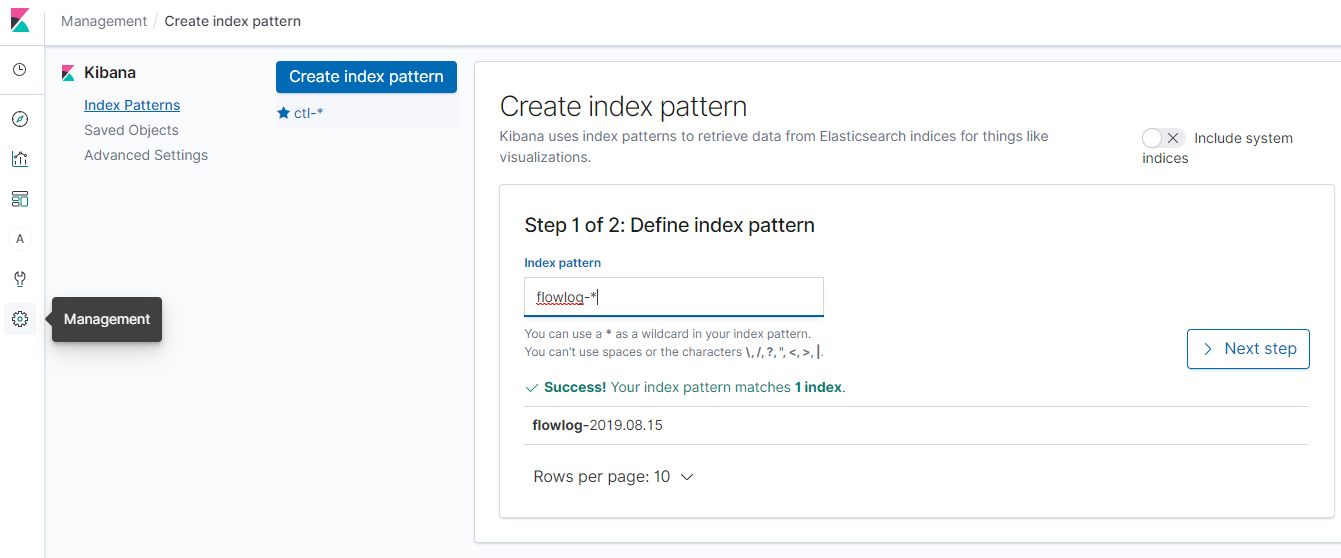 Management / Create index pattern
Kibana
Index Patterns
Saved Objects
Advanced Settings
Create index pattern
ctl-*
A
Management
Create index pattern
Kibana uses index patterns to retrieve data from Elasticsearch indices for things like
visualizations.
Include system
indices
Step 1 of 2: Define index pattern
Index pattern
flowlog-*
You can use a * as a wildcard in your index pattern.
You can't use spaces or the characters \, /, ?, ", <, >, |.
Next step
Success! Your index pattern matches 1 index.
flowlog-2019.08.15
Rows per page: 10